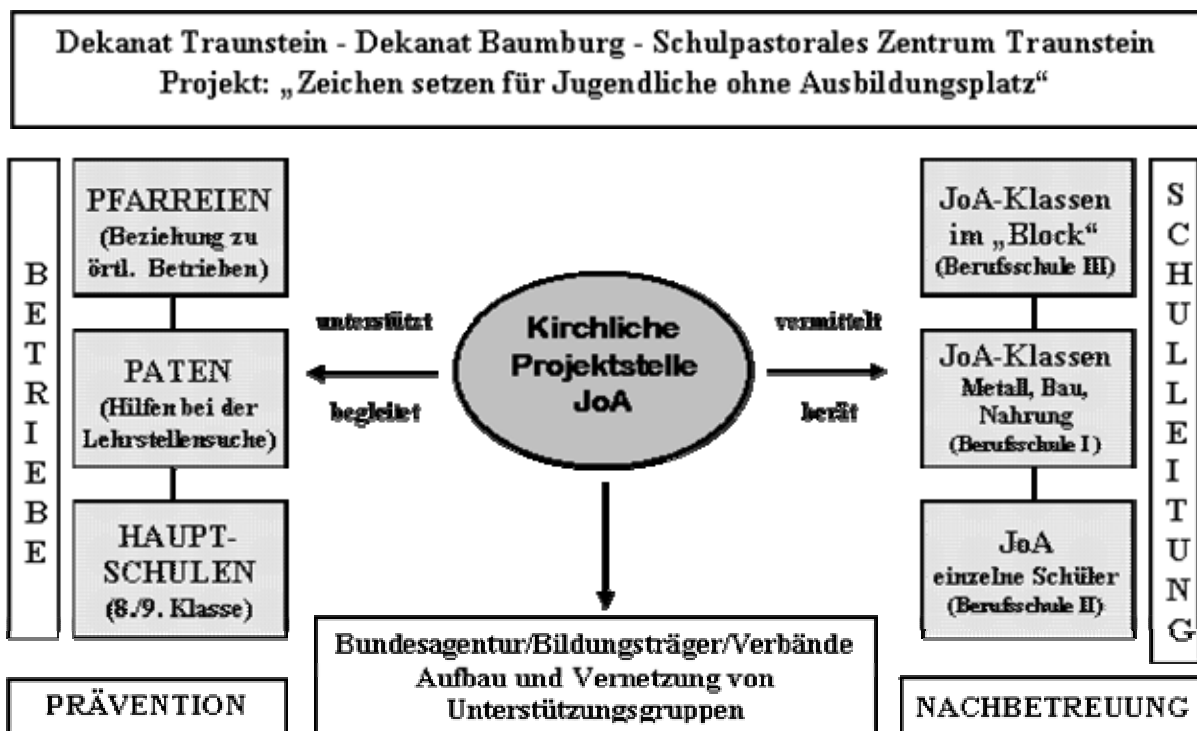 Dekanat Traunstein - Dekanat Baumburg - Schulpastorales Zentrum Traunstein
Projekt: „Zeichen setzen für Jugendliche ohne Ausbildungsplatz“
BETRIEBE
PFARREIEN
(Beziehung zu
örtl. Betrieben)
PATEN
(Hilfen bei der
Lehrstellensuche)
HAUPT-
SCHULEN
(8./9. Klasse)
PRÄVENTION
unterstützt
begleitet
Kirchliche
Projektstelle
JoA
vermittelt
berät
Bundesagentur/Bildungsträger/Verbände
Aufbau und Vernetzung von
Unterstützungsgruppen
JoA-Klassen
im „Block“
(Berufsschule III)
JoA-Klassen
Metall, Bau,
Nahrung
(Berufsschule I)
JoA
einzelne Schüler
(Berufsschule II)
SCHULLEITUNG
NACHBETREUUNG